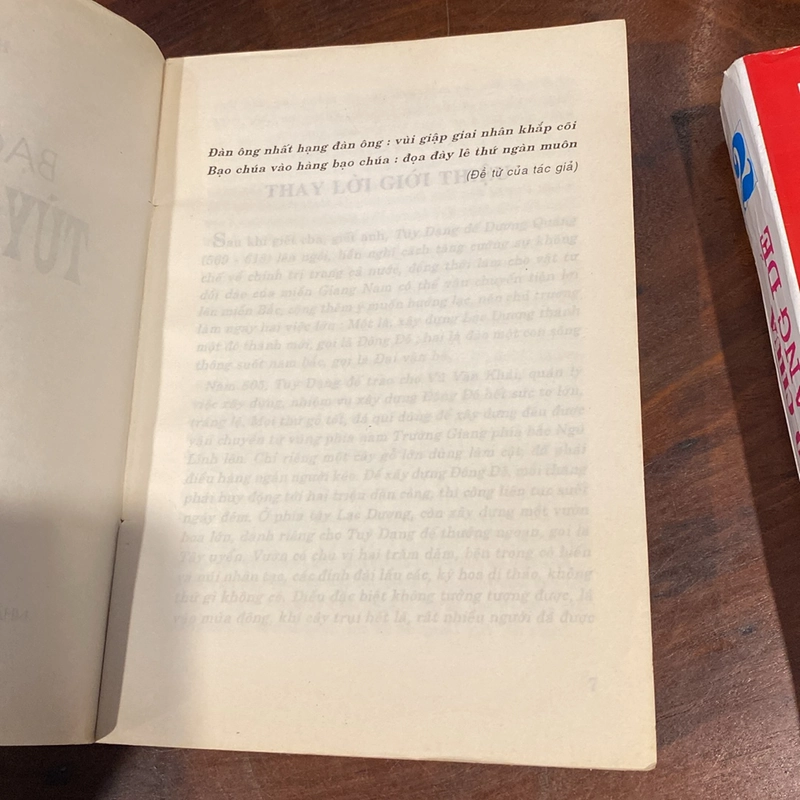 BẠ
TÙY
Đàn ông nhất hạng đàn ông : vùi giập giai nhân khắp cõi
Bạo chúa vào hàng bạo chúa : đọa đày lê thứ ngàn muôn
(Đề từ của tác giả)
THAY LỜI GIỚI THIỆU
Sau khi giết cha, giết anh, Tùy Dạng đế Dương Quảng
(569 - 618) lên ngôi, hắn nghĩ cách tăng cường sự khống
chế về chính trị trong cả nước, đồng thời làm cho vật tư
dồi dào của miền Giang Nam có thể vận chuyển tiện lợi
lên miền Bắc, cộng thêm ý muốn hưởng lạc, nên chủ trương
làm ngay hai việc lớn : Một là, xây dựng Lạc Dương thành
một đô thành mới, gọi là Đông Đô ; hai là đào một con sông
thông suốt nam bắc, gọi là Đại vận hà.
Năm 605, Tùy Dạng đế trao cho Vũ Văn Khải, quản lý
việc xây dựng, nhiệm vụ xây dựng Đông Đô hết sức to lớn,
tráng lệ. Mọi thứ gỗ tốt, đá quí dùng để xây dựng đều được
vận chuyển từ vùng phía nam Trường Giang phía bắc Ngũ
Lĩnh lên. Chỉ riêng một cây gỗ lớn dùng làm cột, đã phải
điều hàng ngàn người kéo. Để xây dựng Đông Đô, mỗi tháng
phải huy động tới hai triệu dân công, thi công liên tục suốt
ngày đêm. Ở phía tây Lạc Dương, còn xây dựng một vườn
hoa lớn, dành riêng cho Tuỳ Dạng đế thưởng ngoạn, gọi là
Tây uyển. Vườn có chu vi hai trăm dặm, bên trong có biển
và núi nhân tạo, các đình đài lầu các, kỳ hoa dị thảo, không
thứ gì không có. Điều đặc biệt không tưởng tượng được, là
vào mùa đông, khi cây trụi hết lá, rất nhiều người đã được
7
NG ĐẾ